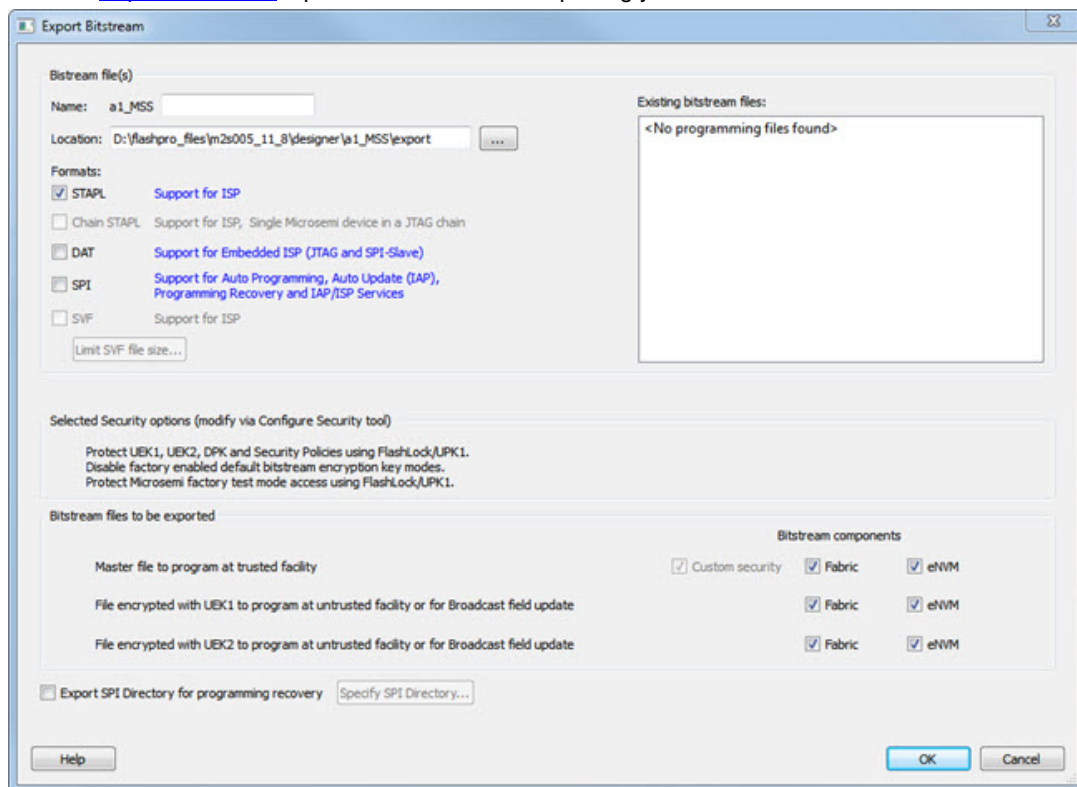 Export Bitstream
Bistream file(s)
Name: a1_MSS
Location: D:\flashpro_files\m2s005_11_8\designer\a1_MSS\export ...
Formats:
STAPL Support for ISP
Chain STAPL Support for ISP, Single Microsemi device in a JTAG chain
DAT Support for Embedded ISP (JTAG and SPI-Slave)
SPI Support for Auto Programming, Auto Update (IAP),
Programming Recovery and IAP/ISP Services
SVF Support for ISP
Limit SVF file size...
Existing bitstream files:
<No programming files found>
Selected Security options (modify via Configure Security tool)
Protect UEK1, UEK2, DPK and Security Policies using FlashLock/UPK1.
Disable factory enabled default bitstream encryption key modes.
Protect Microsemi factory test mode access using FlashLock/UPK1.
Bitstream files to be exported
Bitstream components
Master file to program at trusted facility Custom security Fabric eNVM
File encrypted with UEK1 to program at untrusted facility or for Broadcast field update Fabric eNVM
File encrypted with UEK2 to program at untrusted facility or for Broadcast field update Fabric eNVM
Export SPI Directory for programming recovery Specify SPI Directory...
Help OK Cancel